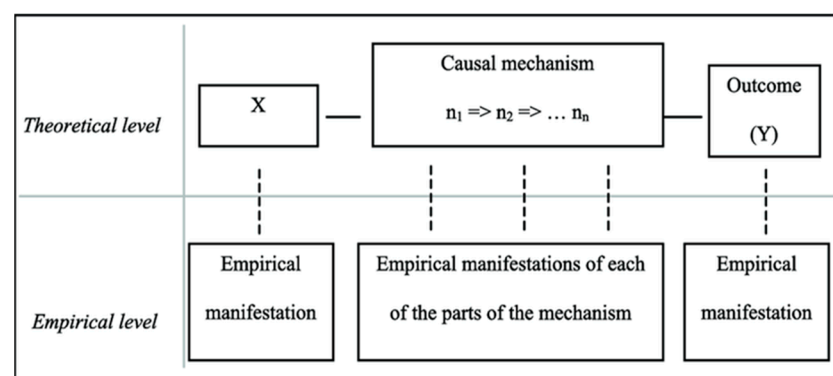 Theoretical level
X
Causal mechanism
n₁ => n₂ => … nₙ
Outcome
(Y)
Empirical level
Empirical
manifestation
Empirical manifestations of each
of the parts of the mechanism
Empirical
manifestation